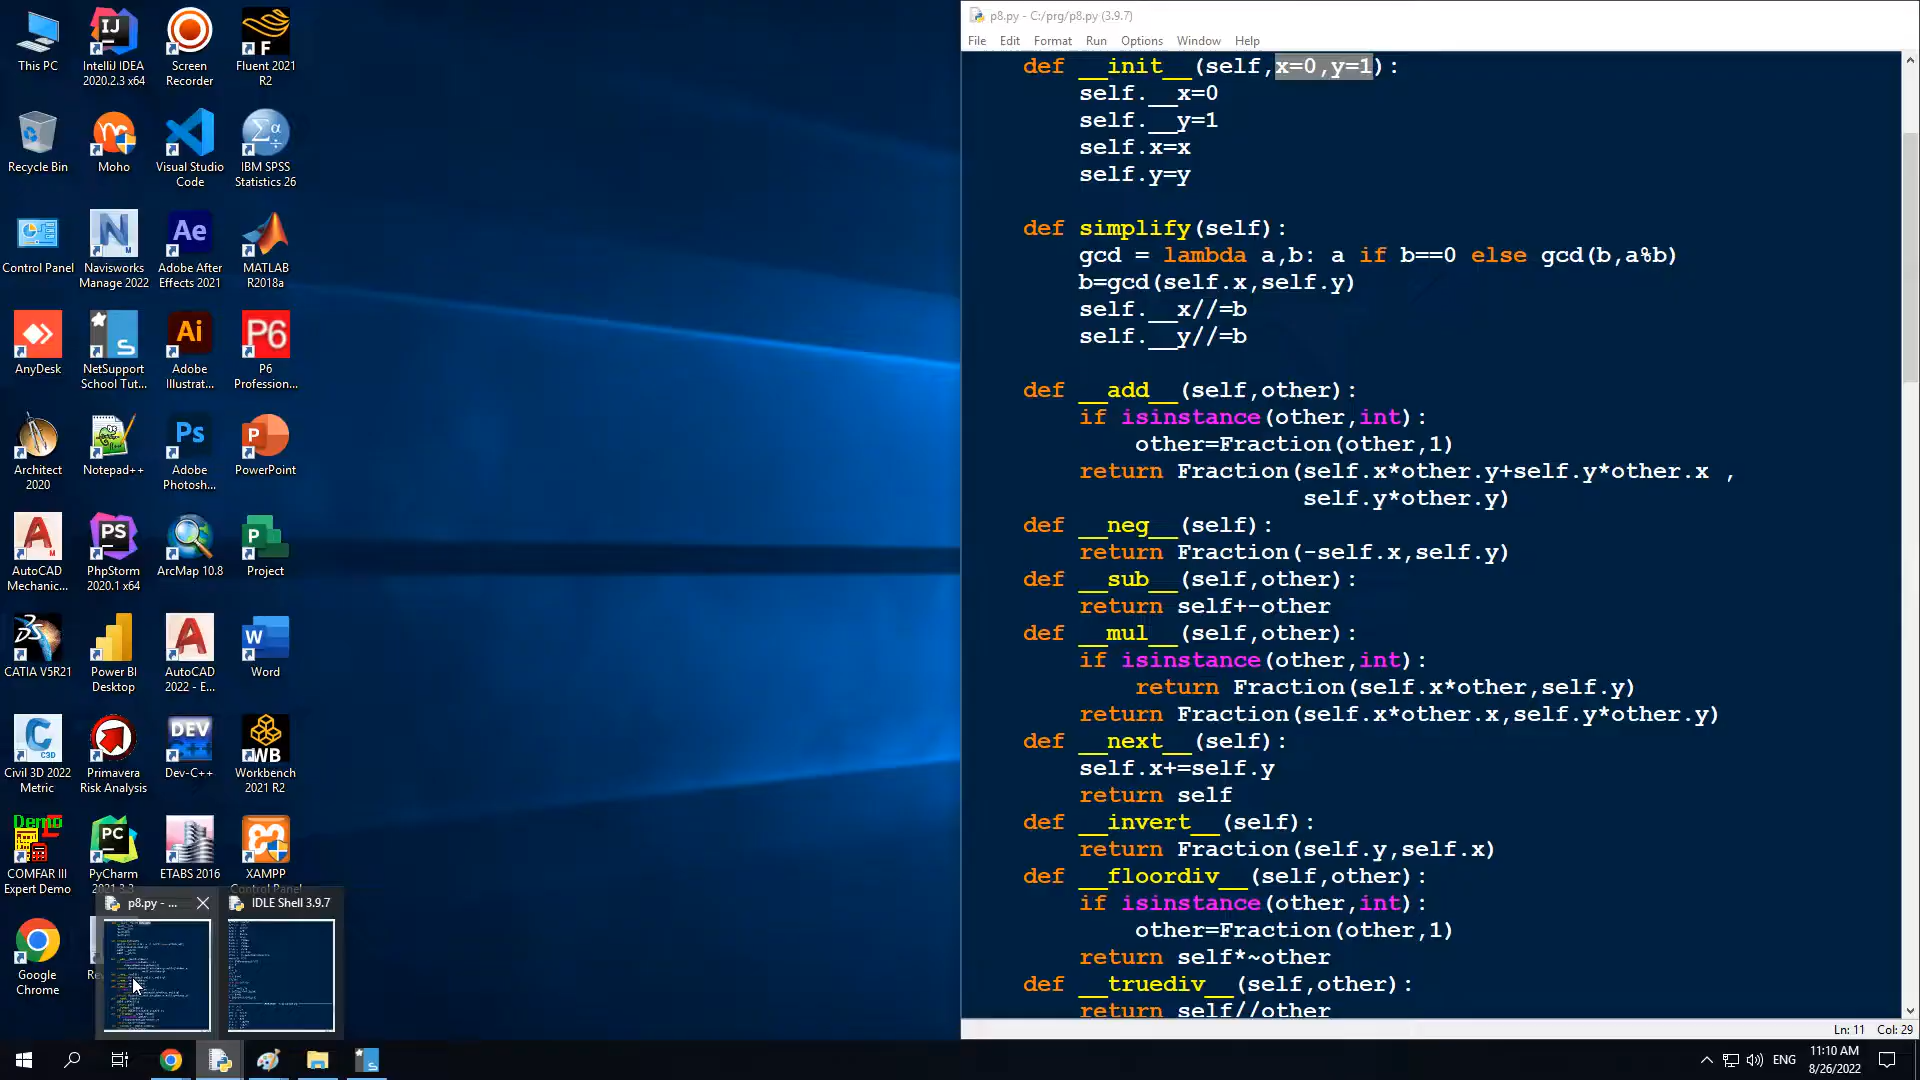 This PC
IntelliJ IDEA
2020.2.3 x64
Screen
Recorder
Fluent 2021
R2
Recycle Bin
Moho
Visual Studio
Code
IBM SPSS
Statistics 26
Control Panel
Navisworks
Manage 2022
Adobe After
Effects 2021
MATLAB
R2018a
AnyDesk
NetSupport
School Tut...
Adobe
Illustrat...
P6
Profession...
Architect
2020
Notepad++
Adobe
Photosh...
PowerPoint
AutoCAD
Mechanic...
PhpStorm
2020.1 x64
ArcMap 10.8
Project
CATIA V5R21
Power BI
Desktop
AutoCAD
2022 - E...
Word
Civil 3D 2022
Metric
Primavera
Risk Analysis
Dev-C++
Workbench
2021 R2
COMFAR III
Expert Demo
PyCharm
2021.3.3
ETABS 2016
XAMPP
Control Panel
Google
Chrome
p8.py - ...
IDLE Shell 3.9.7
p8.py - C:/prg/p8.py (3.9.7)
File Edit Format Run Options Window Help
def __init__(self,x=0,y=1):
self.__x=0
self.__y=1
self.x=x
self.y=y
def simplify(self):
gcd = lambda a,b: a if b==0 else gcd(b,a%b)
b=gcd(self.x,self.y)
self.__x//=b
self.__y//=b
def __add__(self,other):
if isinstance(other,int):
other=Fraction(other,1)
return Fraction(self.x*other.y+self.y*other.x ,
self.y*other.y)
def __neg__(self):
return Fraction(-self.x,self.y)
def __sub__(self,other):
return self+-other
def __mul__(self,other):
if isinstance(other,int):
return Fraction(self.x*other,self.y)
return Fraction(self.x*other.x,self.y*other.y)
def __next__(self):
self.x+=self.y
return self
def __invert__(self):
return Fraction(self.y,self.x)
def __floordiv__(self,other):
if isinstance(other,int):
other=Fraction(other,1)
return self*~other
def __truediv__(self,other):
return self//other
Ln: 11 Col: 29
ENG
11:10 AM
8/26/2022